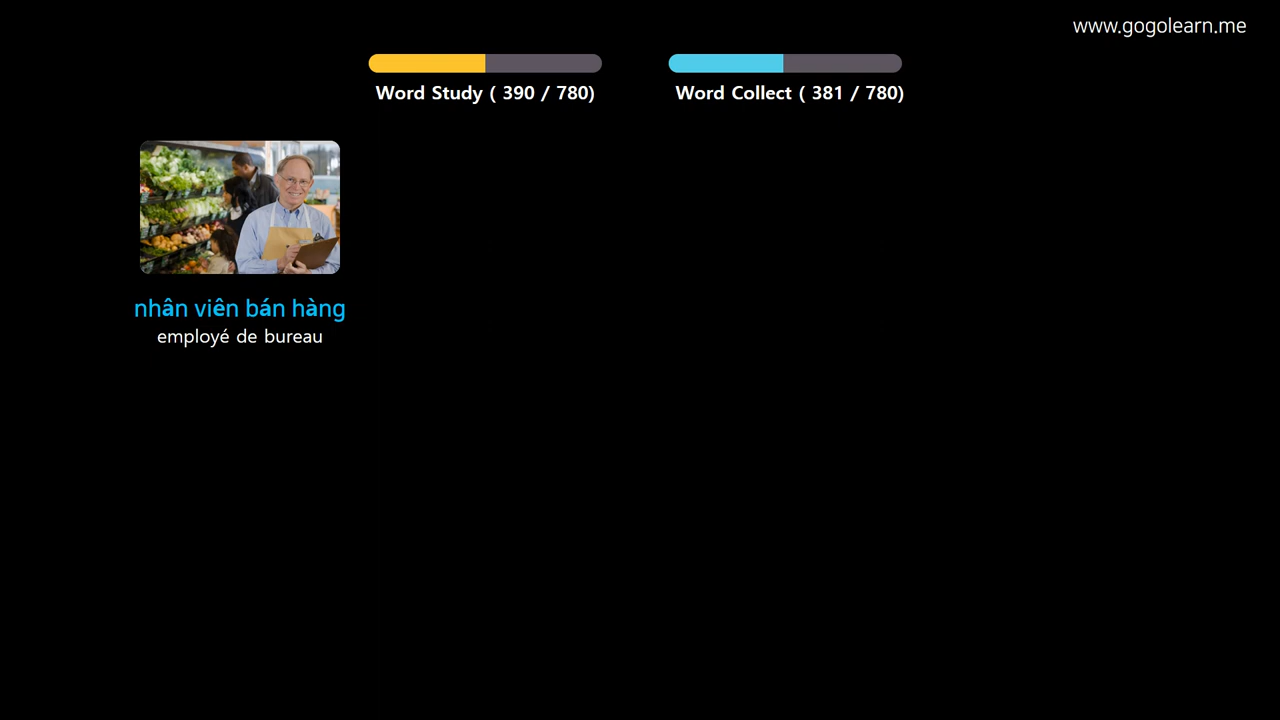 www.gogolearn.me
Word Study ( 390 / 780)
Word Collect ( 381 / 780)
nhân viên bán hàng
employé de bureau